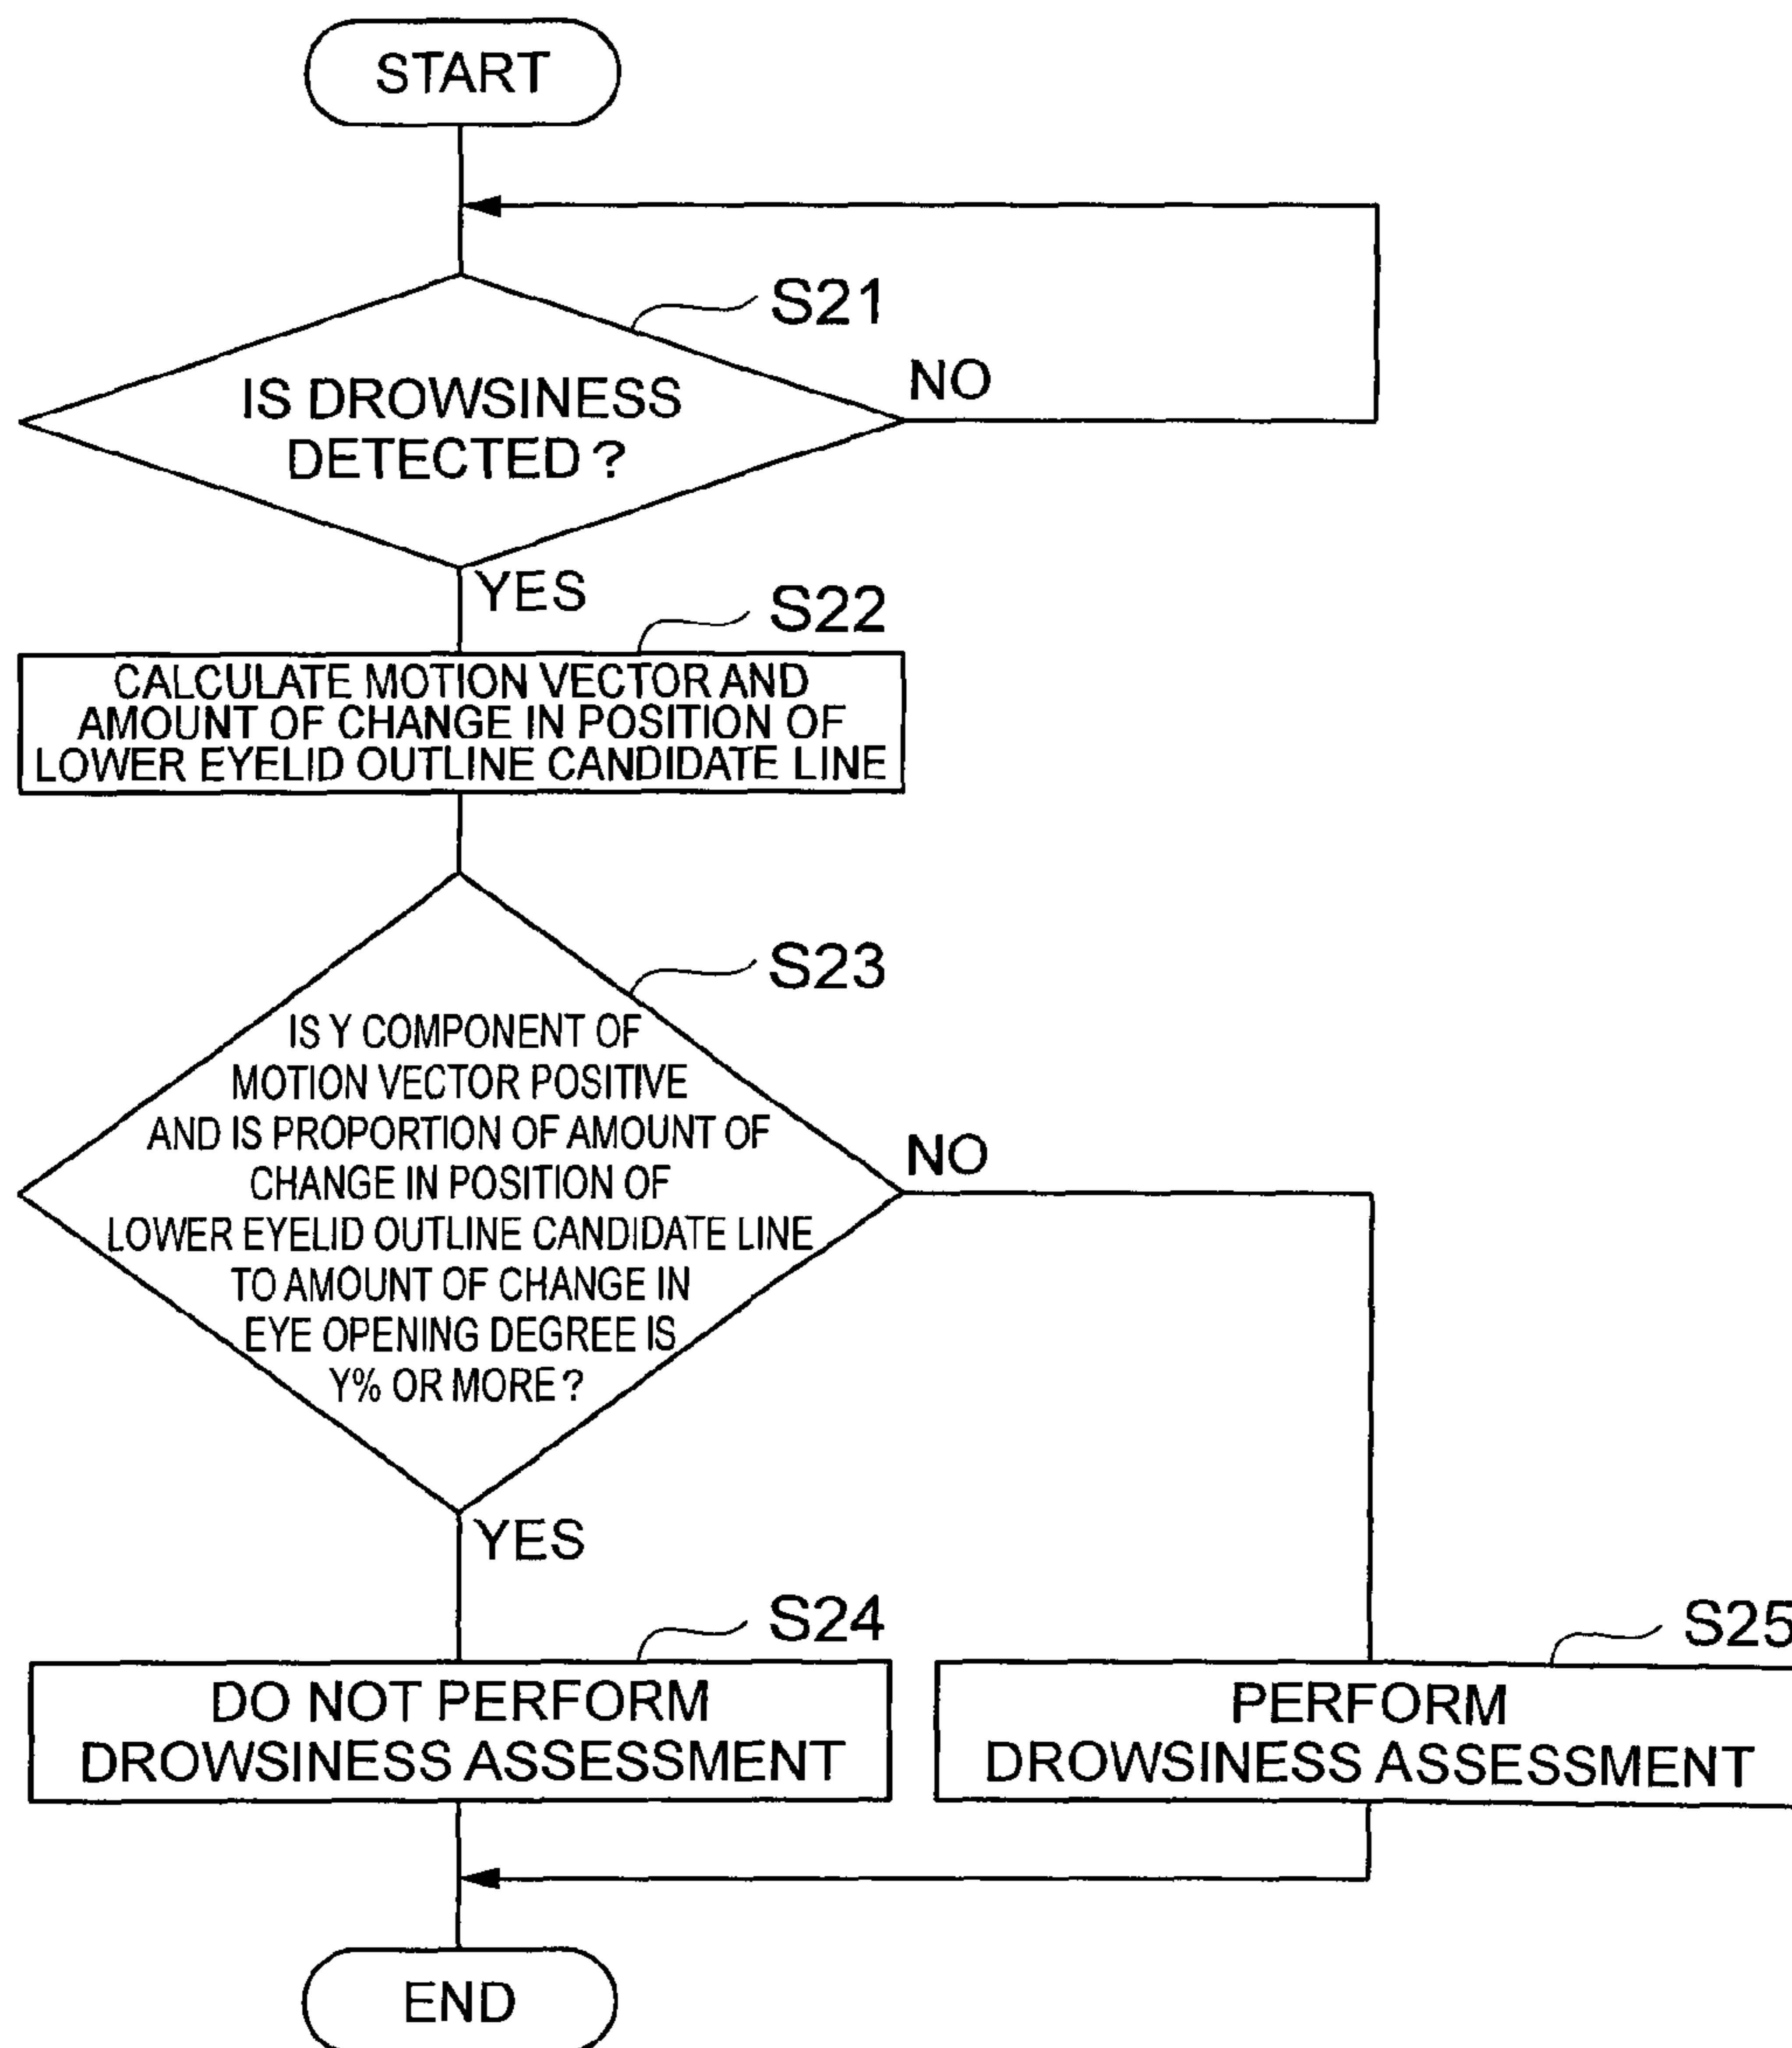 START
S21
IS DROWSINESS
DETECTED ?
NO
YES
S22
CALCULATE MOTION VECTOR AND
AMOUNT OF CHANGE IN POSITION OF
LOWER EYELID OUTLINE CANDIDATE LINE
S23
IS Y COMPONENT OF
MOTION VECTOR POSITIVE
AND IS PROPORTION OF AMOUNT OF
CHANGE IN POSITION OF
LOWER EYELID OUTLINE CANDIDATE LINE
TO AMOUNT OF CHANGE IN
EYE OPENING DEGREE IS
Y% OR MORE ?
NO
YES
S24
DO NOT PERFORM
DROWSINESS ASSESSMENT
S25
PERFORM
DROWSINESS ASSESSMENT
END